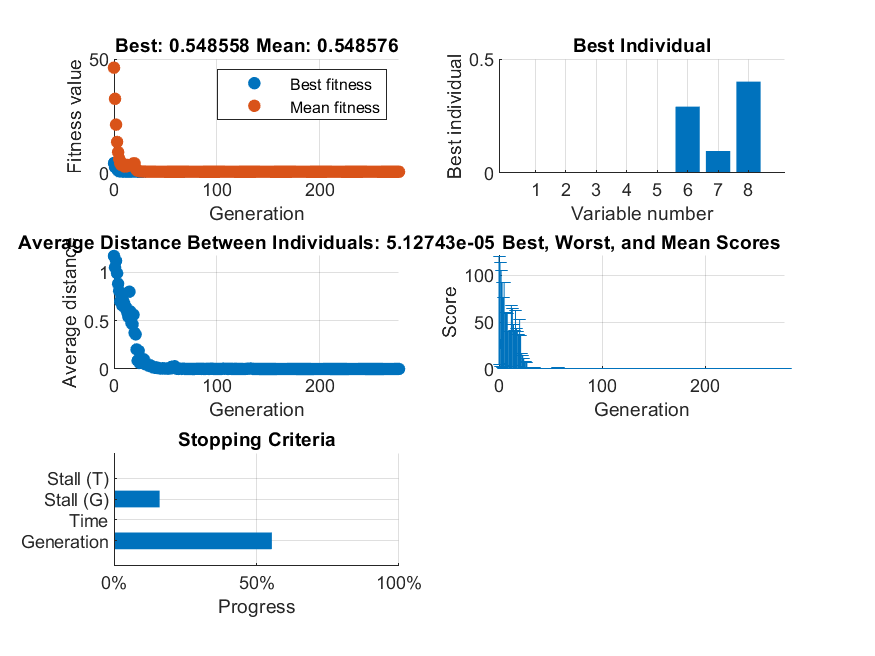 Best: 0.548558 Mean: 0.548576
Fitness value
50
0
Best fitness
Mean fitness
0 100 200
Generation
Best Individual
Best individual
0.5
0
1 2 3 4 5 6 7 8
Variable number
Average Distance Between Individuals: 5.12743e-05
Average distance
1
0.5
0
0 100 200
Generation
Best, Worst, and Mean Scores
Score
100
50
0
0 100 200
Generation
Stopping Criteria
Stall (T)
Stall (G)
Time
Generation
0% 50% 100%
Progress